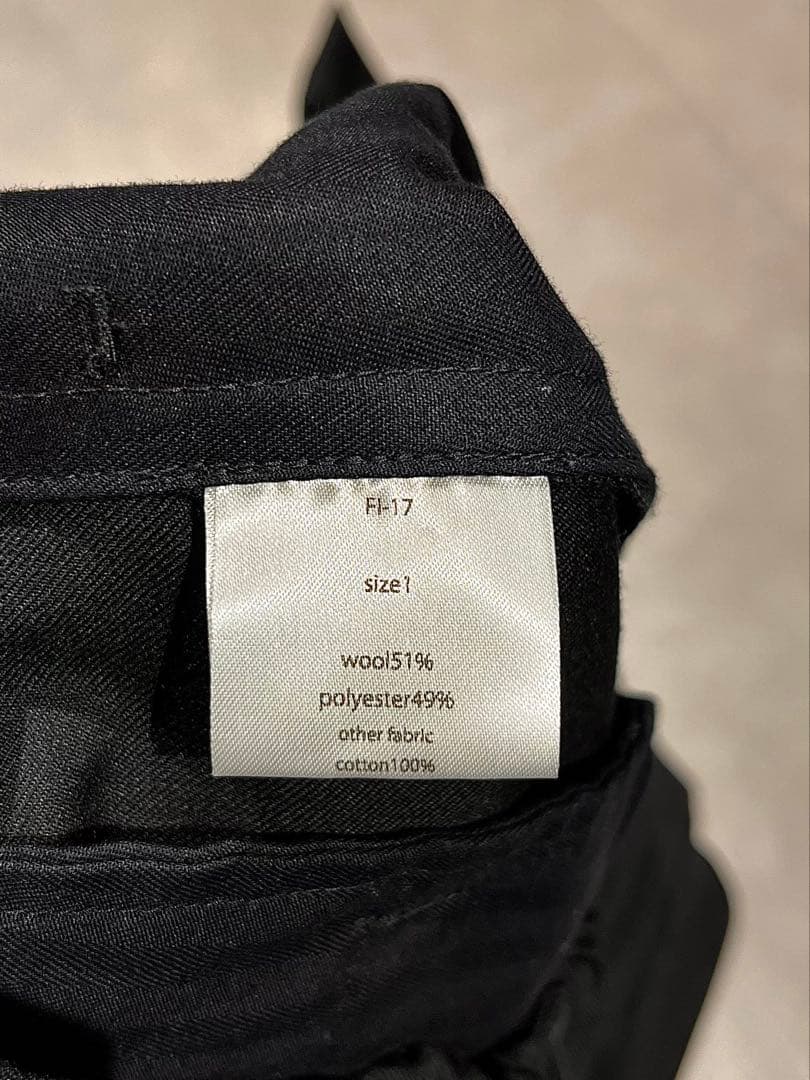 FI-17
size1
wool51%
polyester49%
other fabric
cotton100%